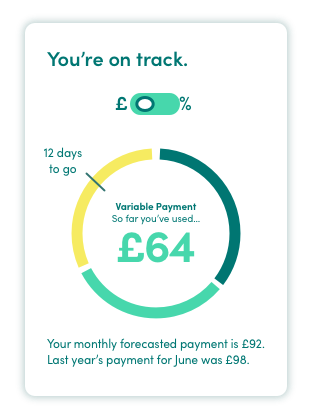 You're on track.
£ %
12 days
to go
Variable Payment
So far you've used...
£64
Your monthly forecasted payment is £92.
Last year's payment for June was £98.